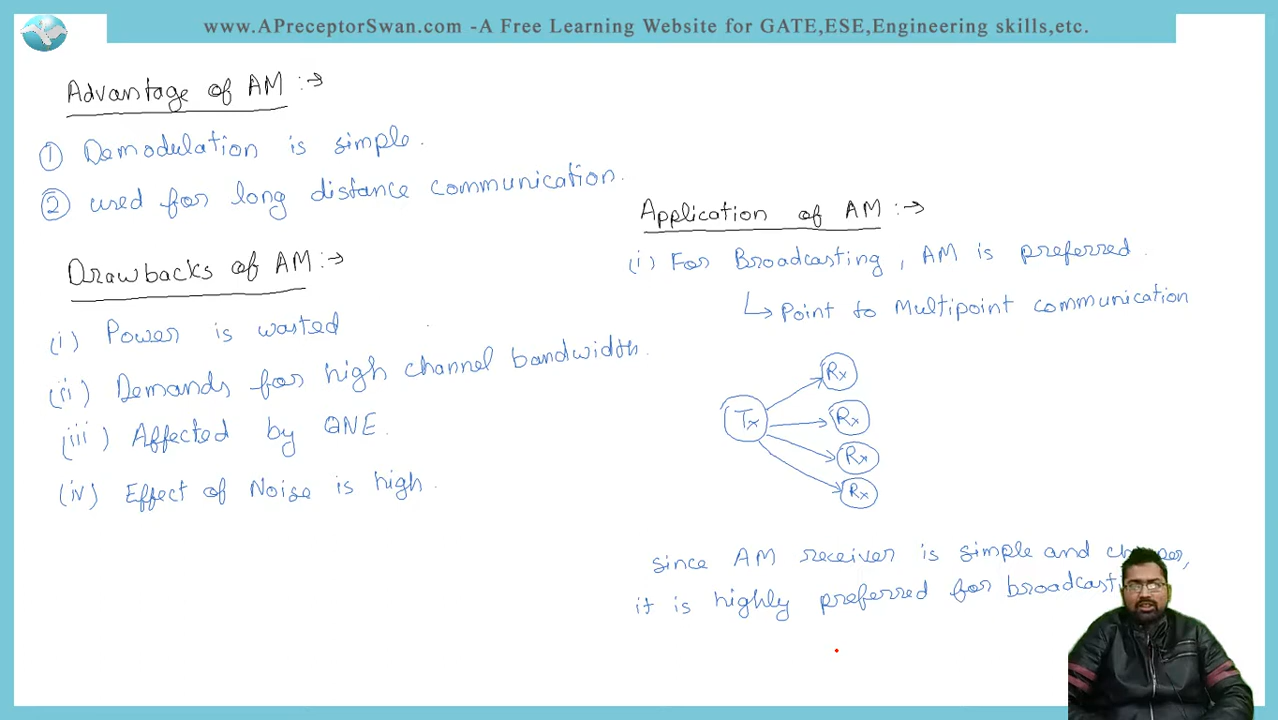 www.APreceptorSwan.com -A Free Learning Website for GATE,ESE,Engineering skills,etc.
Advantage of AM :→
① Demodulation is simple.
② used for long distance communication.
Drawbacks of AM :→
(i) Power is wasted
(ii) Demands for high channel bandwidth.
(iii) Affected by QNE.
(iv) Effect of Noise is high.
Application of AM :→
(i) For Broadcasting, AM is preferred.
↳ Point to Multipoint communication
Tx
Rx
Rx
Rx
Rx
since AM receiver is simple and
it is highly preferred for